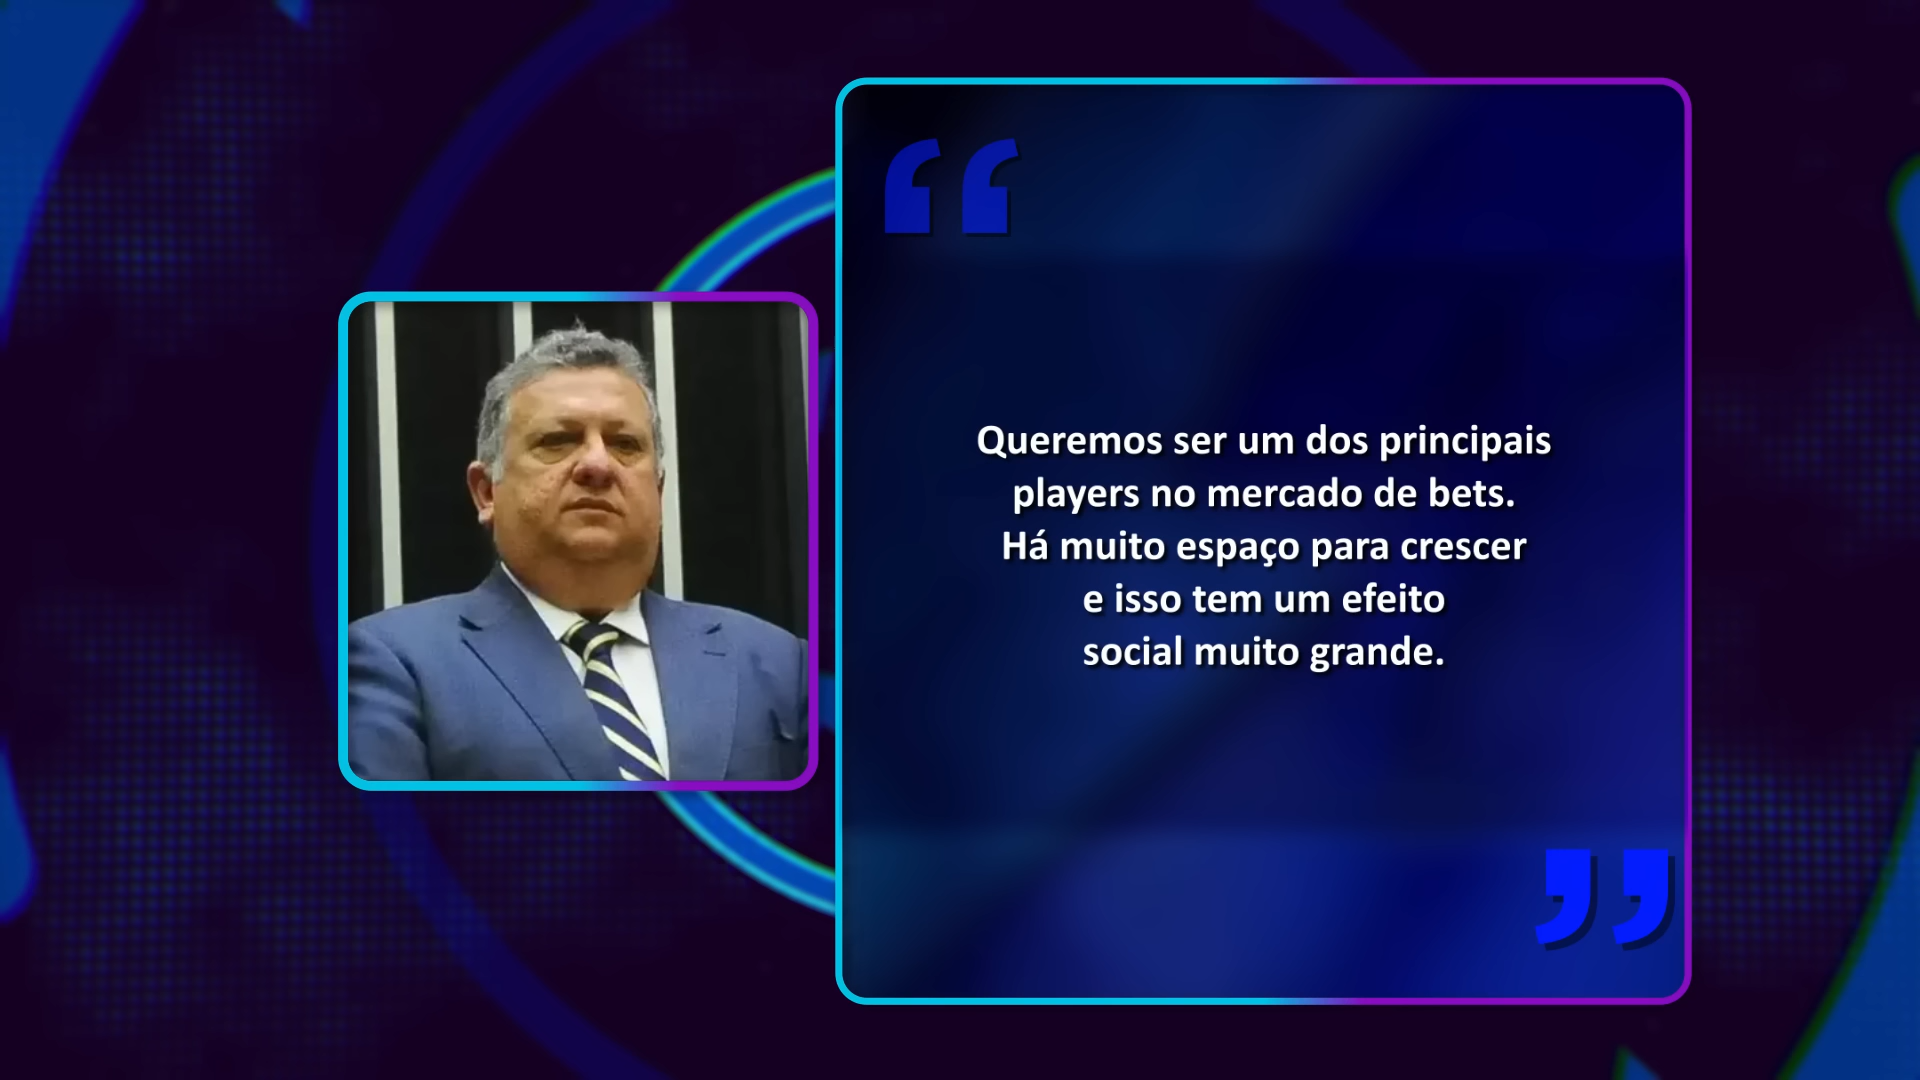 “
Queremos ser um dos principais
players no mercado de bets.
Há muito espaço para crescer
e isso tem um efeito
social muito grande.
”